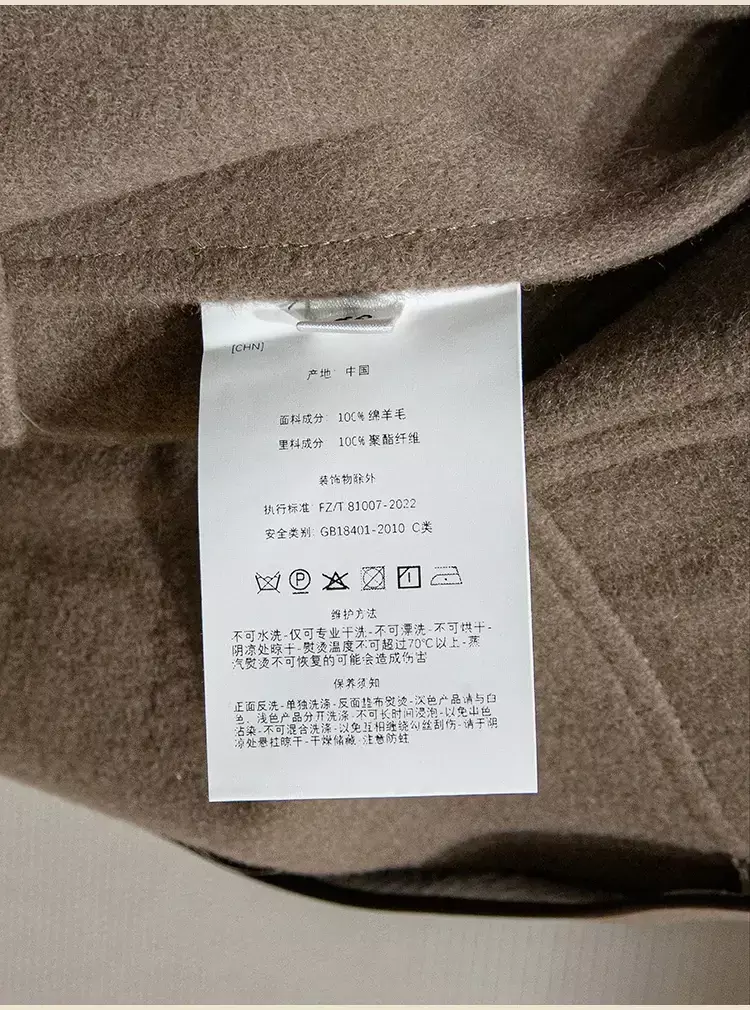 [CHN]
产地: 中国
面料成分: 100% 绵羊毛
里料成分 100% 聚酯纤维
装饰物除外
执行标准: FZ/T 81007-2022
安全类别: GB18401-2010 C类
P
维护方法
不可水洗-仅可专业干洗-不可漂洗-不可烘干-
阴凉处晾干-熨烫温度不可超过70℃以上-蒸
汽熨烫不可恢复的可能会造成伤害
保养须知
正面反洗-单独洗涤-反面垫布熨烫-深色产品请与白
色、浅色产品分开洗涤-不可长时间浸泡-以免出色
沾染-不可混合洗涤-以免互相缠绕勾丝刮伤-请于阴
凉处悬挂晾干-干燥储藏-注意防蛀